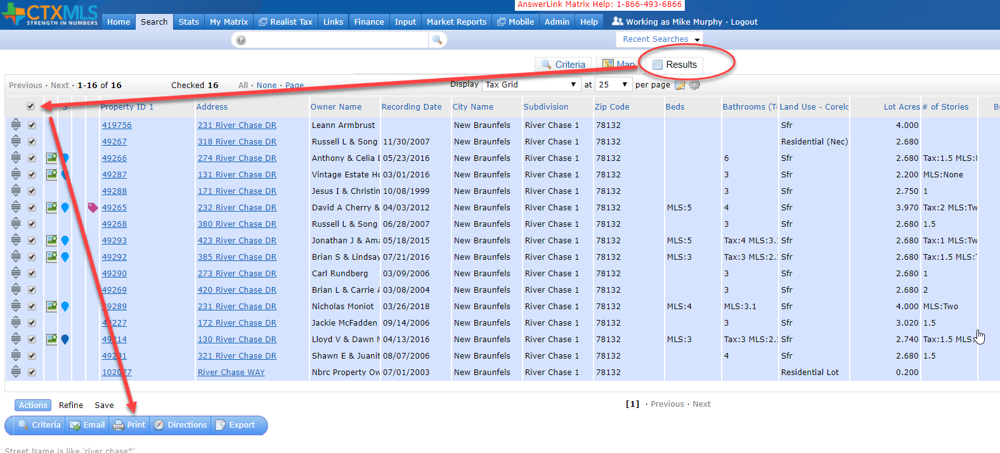 AnswerLink Matrix Help: 1-866-493-6866
CTXMLS
STRENGTH IN NUMBERS
Home Search Stats My Matrix Realist Tax Links Finance Input Market Reports Mobile Admin Help Working as Mike Murphy · Logout
Recent Searches
Criteria Map Results
Previous · Next · 1-16 of 16 Checked 16 All · None · Page Display Tax Grid at 25 per page
S Property ID 1 Address Owner Name Recording Date City Name Subdivision Zip Code Beds Bathrooms (To Land Use - Corelo Lot Acres # of Stories Bu
419756 231 River Chase DR Leann Armbrust New Braunfels River Chase 1 78132 Sfr 4.000
49267 318 River Chase DR Russell L & Song 11/30/2007 New Braunfels River Chase 1 78132 Residential (Nec) 2.680
49266 274 River Chase DR Anthony & Celia D 05/23/2016 New Braunfels River Chase 1 78132 6 Sfr 2.680 Tax:1.5 MLS:
49287 131 River Chase DR Vintage Estate Ho 03/01/2016 New Braunfels River Chase 1 78132 3 Sfr 2.200 MLS:None
49288 171 River Chase DR Jesus I & Christin 10/08/1999 New Braunfels River Chase 1 78132 3 Sfr 2.750 1
49265 232 River Chase DR David A Cherry & 04/03/2012 New Braunfels River Chase 1 78132 MLS:5 4 Sfr 3.970 Tax:2 MLS:Tw
49268 380 River Chase DR Russell L & Song 06/28/2007 New Braunfels River Chase 1 78132 3 Sfr 2.680 1.5
49293 423 River Chase DR Jonathan J & Ama 05/18/2015 New Braunfels River Chase 1 78132 MLS:5 Tax:4 MLS:3. Sfr 2.680 Tax:1 MLS:Tw
49292 385 River Chase DR Brian S & Lindsay 07/21/2016 New Braunfels River Chase 1 78132 MLS:3 Tax:3 MLS:2. Sfr 2.680 Tax:1.5 MLS:
49290 273 River Chase DR Carl Rundberg 03/09/2006 New Braunfels River Chase 1 78132 3 Sfr 2.680 1
49269 420 River Chase DR Brian L & Carrie A 03/08/2004 New Braunfels River Chase 1 78132 3 Sfr 2.680 2
49289 231 River Chase DR Nicholas Moniot 03/26/2018 New Braunfels River Chase 1 78132 MLS:4 MLS:3.1 Sfr 4.000 MLS:Two
49227 172 River Chase DR Jackie McFadden 09/14/2006 New Braunfels River Chase 1 78132 3 Sfr 3.020 1.5
49214 130 River Chase DR Lloyd V & Dawn M 04/13/2016 New Braunfels River Chase 1 78132 MLS:3 Tax:3 MLS:2. Sfr 2.740 Tax:1.5 MLS:
49291 321 River Chase DR Shawn E & Juanit 08/07/2006 New Braunfels River Chase 1 78132 4 Sfr 2.680 1.5
102077 River Chase WAY Nbrc Property Ow 07/01/2003 New Braunfels River Chase 1 78132 Residential Lot 0.200
Actions Refine Save [1] · Previous · Next
Criteria Email Print Directions Export
Street Name is like 'river chase*'